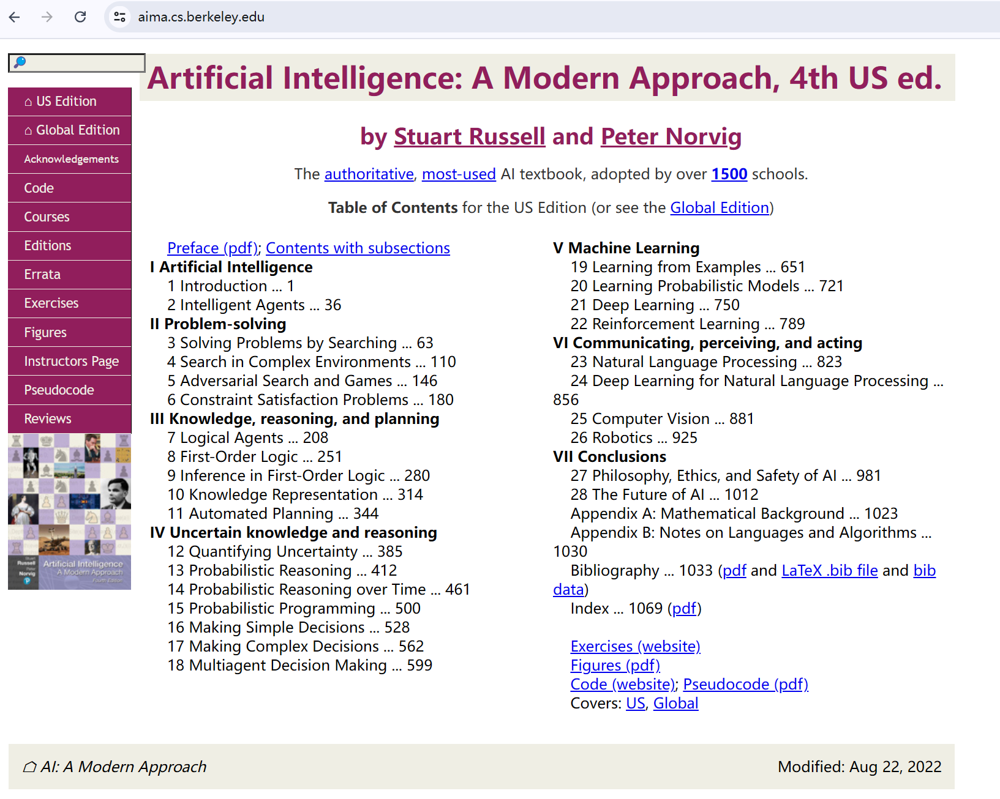 aima.cs.berkeley.edu
Artificial Intelligence: A Modern Approach, 4th US ed.
⌂ US Edition
⌂ Global Edition
Acknowledgements
Code
Courses
Editions
Errata
Exercises
Figures
Instructors Page
Pseudocode
Reviews
Stuart
Russell
Peter
Norvig
Artificial Intelligence
A Modern Approach
Fourth Edition
by Stuart Russell and Peter Norvig
The authoritative, most-used AI textbook, adopted by over 1500 schools.
Table of Contents for the US Edition (or see the Global Edition)
Preface (pdf); Contents with subsections
I Artificial Intelligence
1 Introduction ... 1
2 Intelligent Agents ... 36
II Problem-solving
3 Solving Problems by Searching ... 63
4 Search in Complex Environments ... 110
5 Adversarial Search and Games ... 146
6 Constraint Satisfaction Problems ... 180
III Knowledge, reasoning, and planning
7 Logical Agents ... 208
8 First-Order Logic ... 251
9 Inference in First-Order Logic ... 280
10 Knowledge Representation ... 314
11 Automated Planning ... 344
IV Uncertain knowledge and reasoning
12 Quantifying Uncertainty ... 385
13 Probabilistic Reasoning ... 412
14 Probabilistic Reasoning over Time ... 461
15 Probabilistic Programming ... 500
16 Making Simple Decisions ... 528
17 Making Complex Decisions ... 562
18 Multiagent Decision Making ... 599
V Machine Learning
19 Learning from Examples ... 651
20 Learning Probabilistic Models ... 721
21 Deep Learning ... 750
22 Reinforcement Learning ... 789
VI Communicating, perceiving, and acting
23 Natural Language Processing ... 823
24 Deep Learning for Natural Language Processing ...
856
25 Computer Vision ... 881
26 Robotics ... 925
VII Conclusions
27 Philosophy, Ethics, and Safety of AI ... 981
28 The Future of AI ... 1012
Appendix A: Mathematical Background ... 1023
Appendix B: Notes on Languages and Algorithms ...
1030
Bibliography ... 1033 (pdf and LaTeX .bib file and bib
data)
Index ... 1069 (pdf)
Exercises (website)
Figures (pdf)
Code (website); Pseudocode (pdf)
Covers: US, Global
⌂ AI: A Modern Approach
Modified: Aug 22, 2022